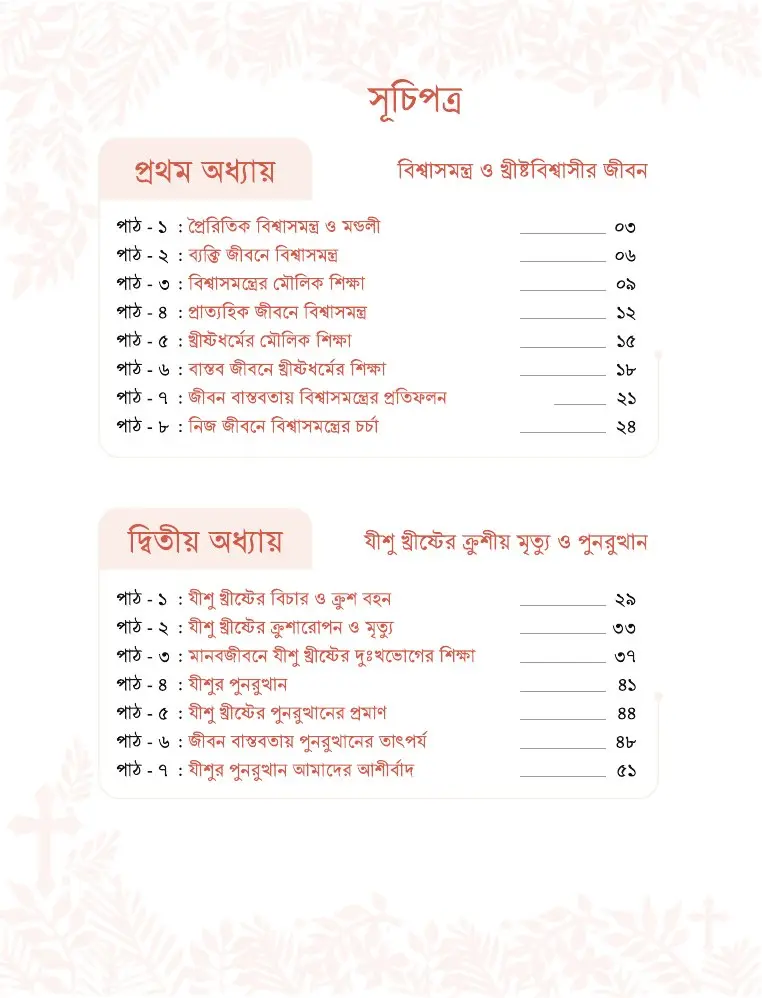 সূচিপত্র
প্রথম অধ্যায় বিশ্বাসমন্ত্র ও খ্রীষ্টবিশ্বাসীর জীবন
পাঠ - ১ : প্রৈরিতিক বিশ্বাসমন্ত্র ও মণ্ডলী ০৩
পাঠ - ২ : ব্যক্তি জীবনে বিশ্বাসমন্ত্র ০৬
পাঠ - ৩ : বিশ্বাসমন্ত্রের মৌলিক শিক্ষা ০৯
পাঠ - ৪ : প্রাত্যহিক জীবনে বিশ্বাসমন্ত্র ১২
পাঠ - ৫ : খ্রীষ্টধর্মের মৌলিক শিক্ষা ১৫
পাঠ - ৬ : বাস্তব জীবনে খ্রীষ্টধর্মের শিক্ষা ১৮
পাঠ - ৭ : জীবন বাস্তবতায় বিশ্বাসমন্ত্রের প্রতিফলন ২১
পাঠ - ৮ : নিজ জীবনে বিশ্বাসমন্ত্রের চর্চা ২৪
দ্বিতীয় অধ্যায় যীশু খ্রীষ্টের ক্রুশীয় মৃত্যু ও পুনরুত্থান
পাঠ - ১ : যীশু খ্রীষ্টের বিচার ও ক্রুশ বহন ২৯
পাঠ - ২ : যীশু খ্রীষ্টের ক্রুশারোপন ও মৃত্যু ৩৩
পাঠ - ৩ : মানবজীবনে যীশু খ্রীষ্টের দুঃখভোগের শিক্ষা ৩৭
পাঠ - ৪ : যীশুর পুনরুত্থান ৪১
পাঠ - ৫ : যীশু খ্রীষ্টের পুনরুত্থানের প্রমাণ ৪৪
পাঠ - ৬ : জীবন বাস্তবতায় পুনরুত্থানের তাৎপর্য ৪৮
পাঠ - ৭ : যীশুর পুনরুত্থান আমাদের আশীর্বাদ ৫১